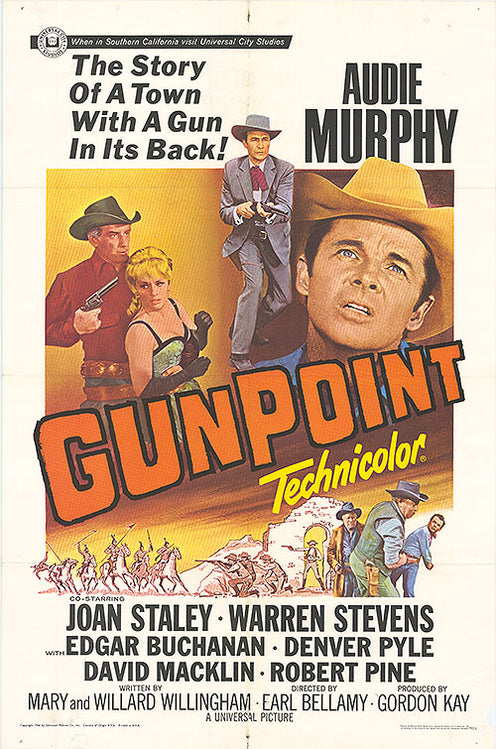 When in Southern California visit Universal City Studios
The Story
Of A Town
With A Gun
In Its Back!
AUDIE
MURPHY
GUNPOINT
Technicolor®
CO-STARRING
JOAN STALEY · WARREN STEVENS
WITH EDGAR BUCHANAN · DENVER PYLE
DAVID MACKLIN · ROBERT PINE
WRITTEN BY
MARY and WILLARD WILLINGHAM ·
DIRECTED BY
EARL BELLAMY ·
PRODUCED BY
GORDON KAY
A UNIVERSAL PICTURE